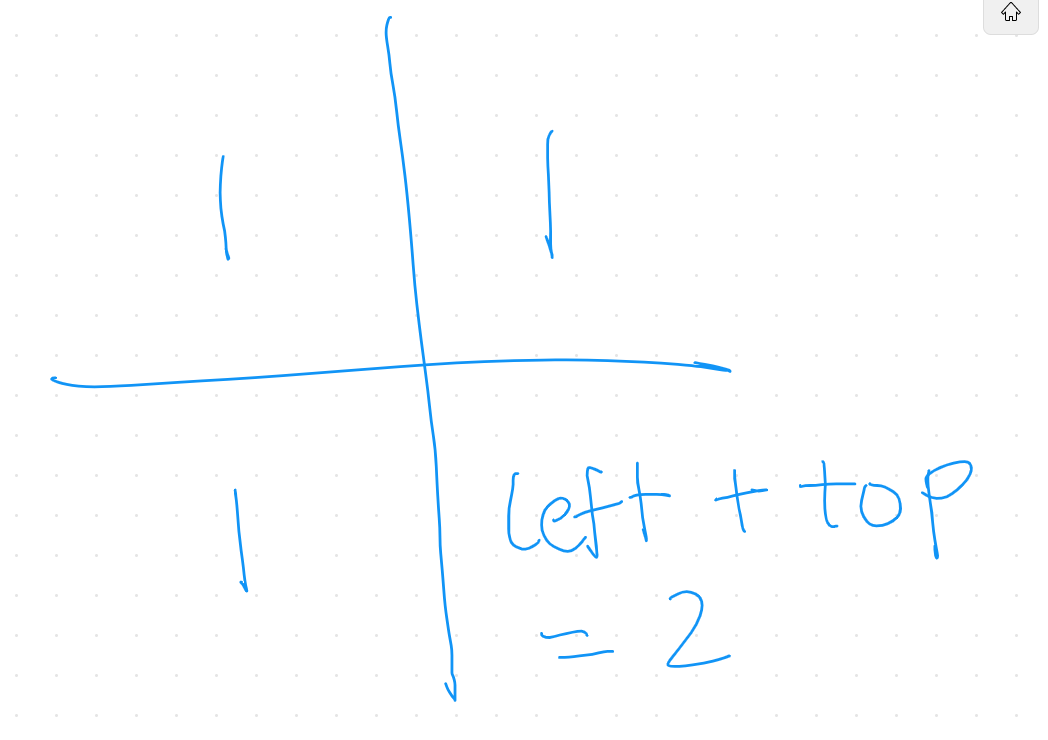 1 1
1 left + top
= 2